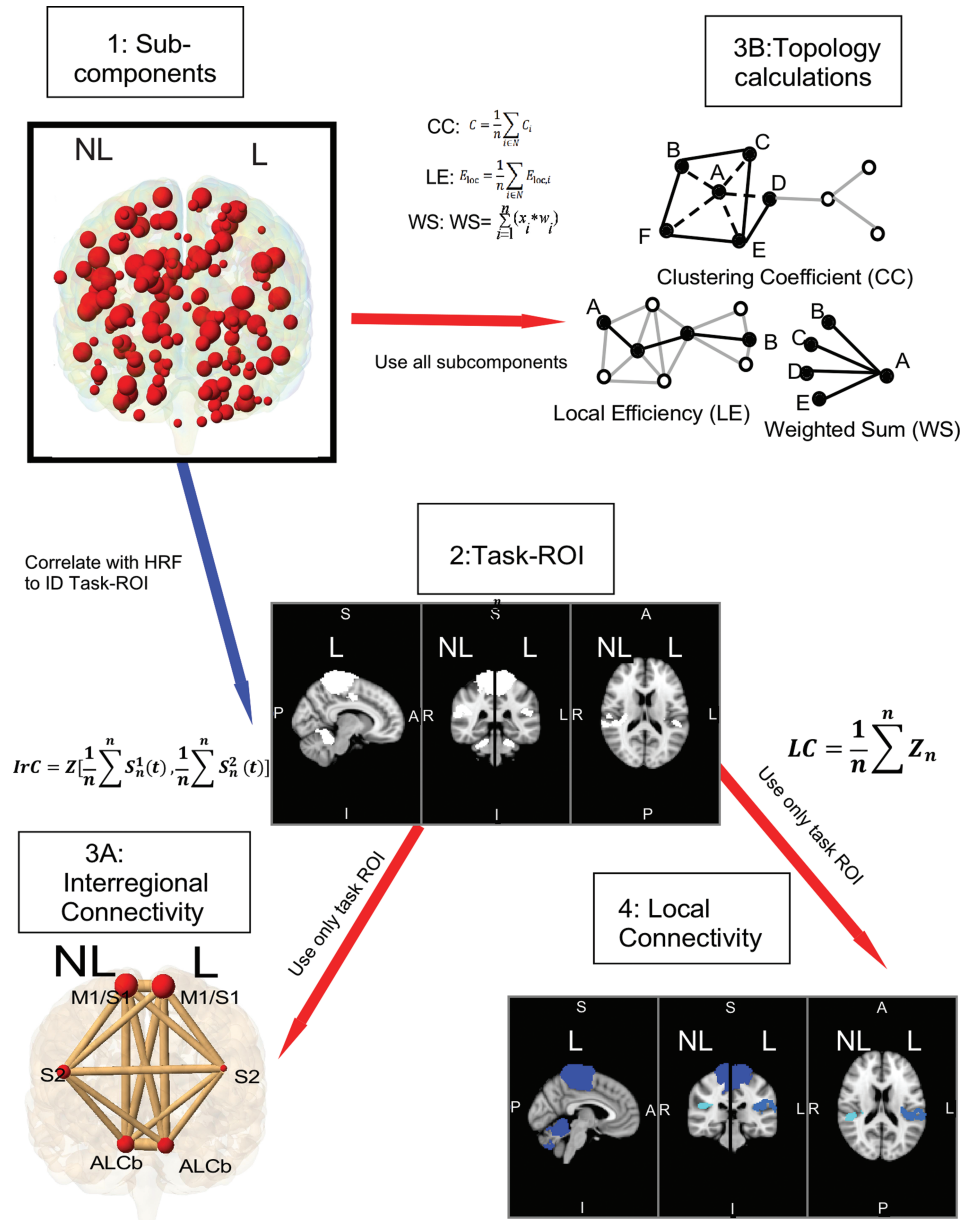 1: Sub-
components
3B:Topology
calculations
NL L
CC: C = 1/n ∑ i∈N C_i
LE: E_loc = 1/n ∑ i∈N E_loc,i
WS: WS= n ∑ i=1 (x_i * w_i)
B C A D F E
Clustering Coefficient (CC)
Use all subcomponents
A B
Local Efficiency (LE)
B C D E A
Weighted Sum (WS)
Correlate with HRF
to ID Task-ROI
2:Task-ROI
n
S S A
L NL L NL L
P A R L R L
I I P
IrC = Z[1/n ∑ n S_n^1(t) , 1/n ∑ n S_n^2 (t)]
LC = 1/n ∑ n Z_n
Use only task ROI
Use only task ROI
3A:
Interregional
Connectivity
4: Local
Connectivity
NL L
M1/S1 M1/S1
S2 S2
ALCb ALCb
S S A
L NL L NL L
P A R L R L
I I P